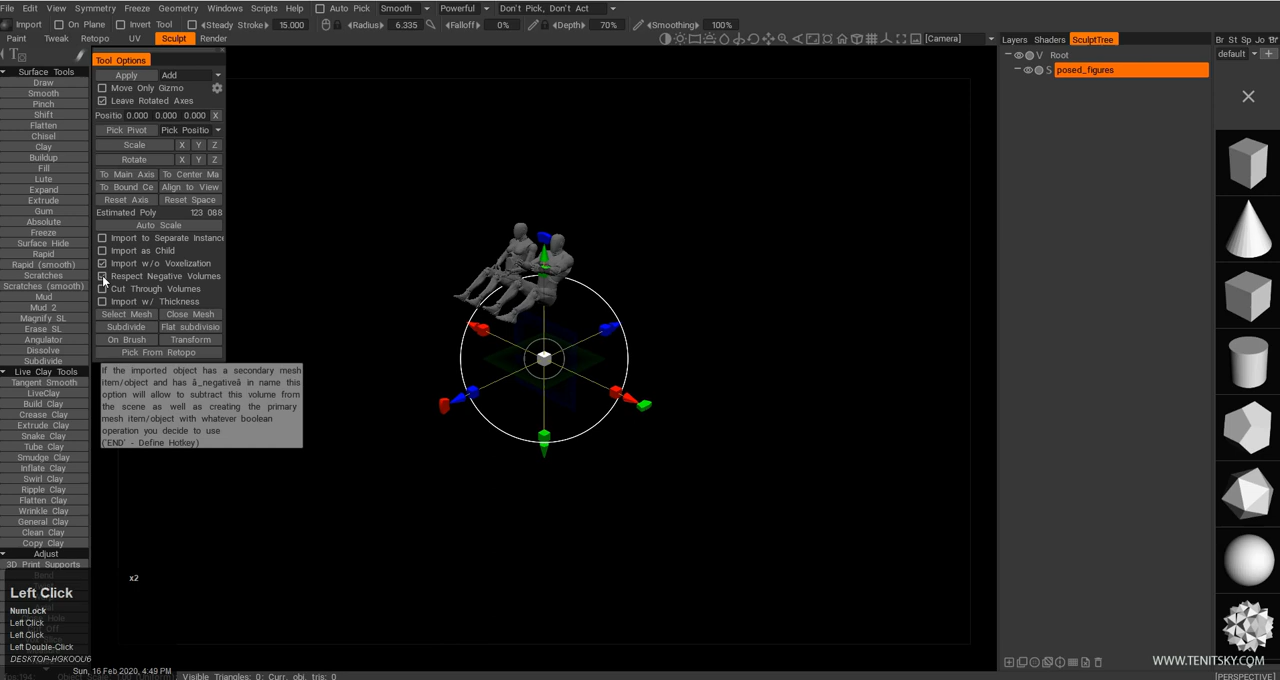 File Edit View Symmetry Freeze Geometry Windows Scripts Help Auto Pick Smooth Powerful Don't Pick, Don't Act
Import On Plane Invert Tool Steady Stroke 15.000 Radius 6.335 Falloff 0% Depth 70% Smoothing 100%
Paint Tweak Retopo UV Sculpt Render [Camera]
Layers Shaders SculptTree
Br St Sp Jo Br
Root
default
posed_figures
Surface Tools
Draw
Smooth
Pinch
Shift
Flatten
Chisel
Clay
Buildup
Fill
Lute
Expand
Extrude
Gum
Absolute
Freeze
Surface Hide
Rapid
Rapid (smooth)
Scratches
Scratches (smooth)
Mud
Mud 2
Magnify SL
Erase SL
Angulator
Dissolve
Subdivide
Live Clay Tools
Tangent Smooth
LiveClay
Build Clay
Crease Clay
Extrude Clay
Snake Clay
Tube Clay
Smudge Clay
Inflate Clay
Swirl Clay
Ripple Clay
Flatten Clay
Wrinkle Clay
General Clay
Clean Clay
Copy Clay
Adjust
3D Print Supports
Tool Options
Apply Add
Move Only Gizmo
Leave Rotated Axes
Positio 0.000 0.000 0.000 X
Pick Pivot Pick Positio
Scale X Y Z
Rotate X Y Z
To Main Axis To Center Ma
To Bound Ce Align to View
Reset Axis Reset Space
Estimated Poly 123 088
Auto Scale
Import to Separate Instance
Import as Child
Import w/o Voxelization
Respect Negative Volumes
Cut Through Volumes
Import w/ Thickness
Select Mesh Close Mesh
Subdivide Flat subdivisio
On Brush Transform
Pick From Retopo
If the imported object has a secondary mesh
item/object and has â_negativeâ in name this
option will allow to subtract this volume from
the scene as well as creating the primary
mesh item/object with whatever boolean
operation you decide to use
('END' - Define Hotkey)
x2
Left Click
NumLock
Left Click
Left Click
Left Double-Click
DESKTOP-HGKOOU6
Sun, 16 Feb 2020, 4:49 PM
Visible Triangles: 0; Curr. obj. tris: 0
WWW.TENITSKY.COM
[PERSPECTIVE]